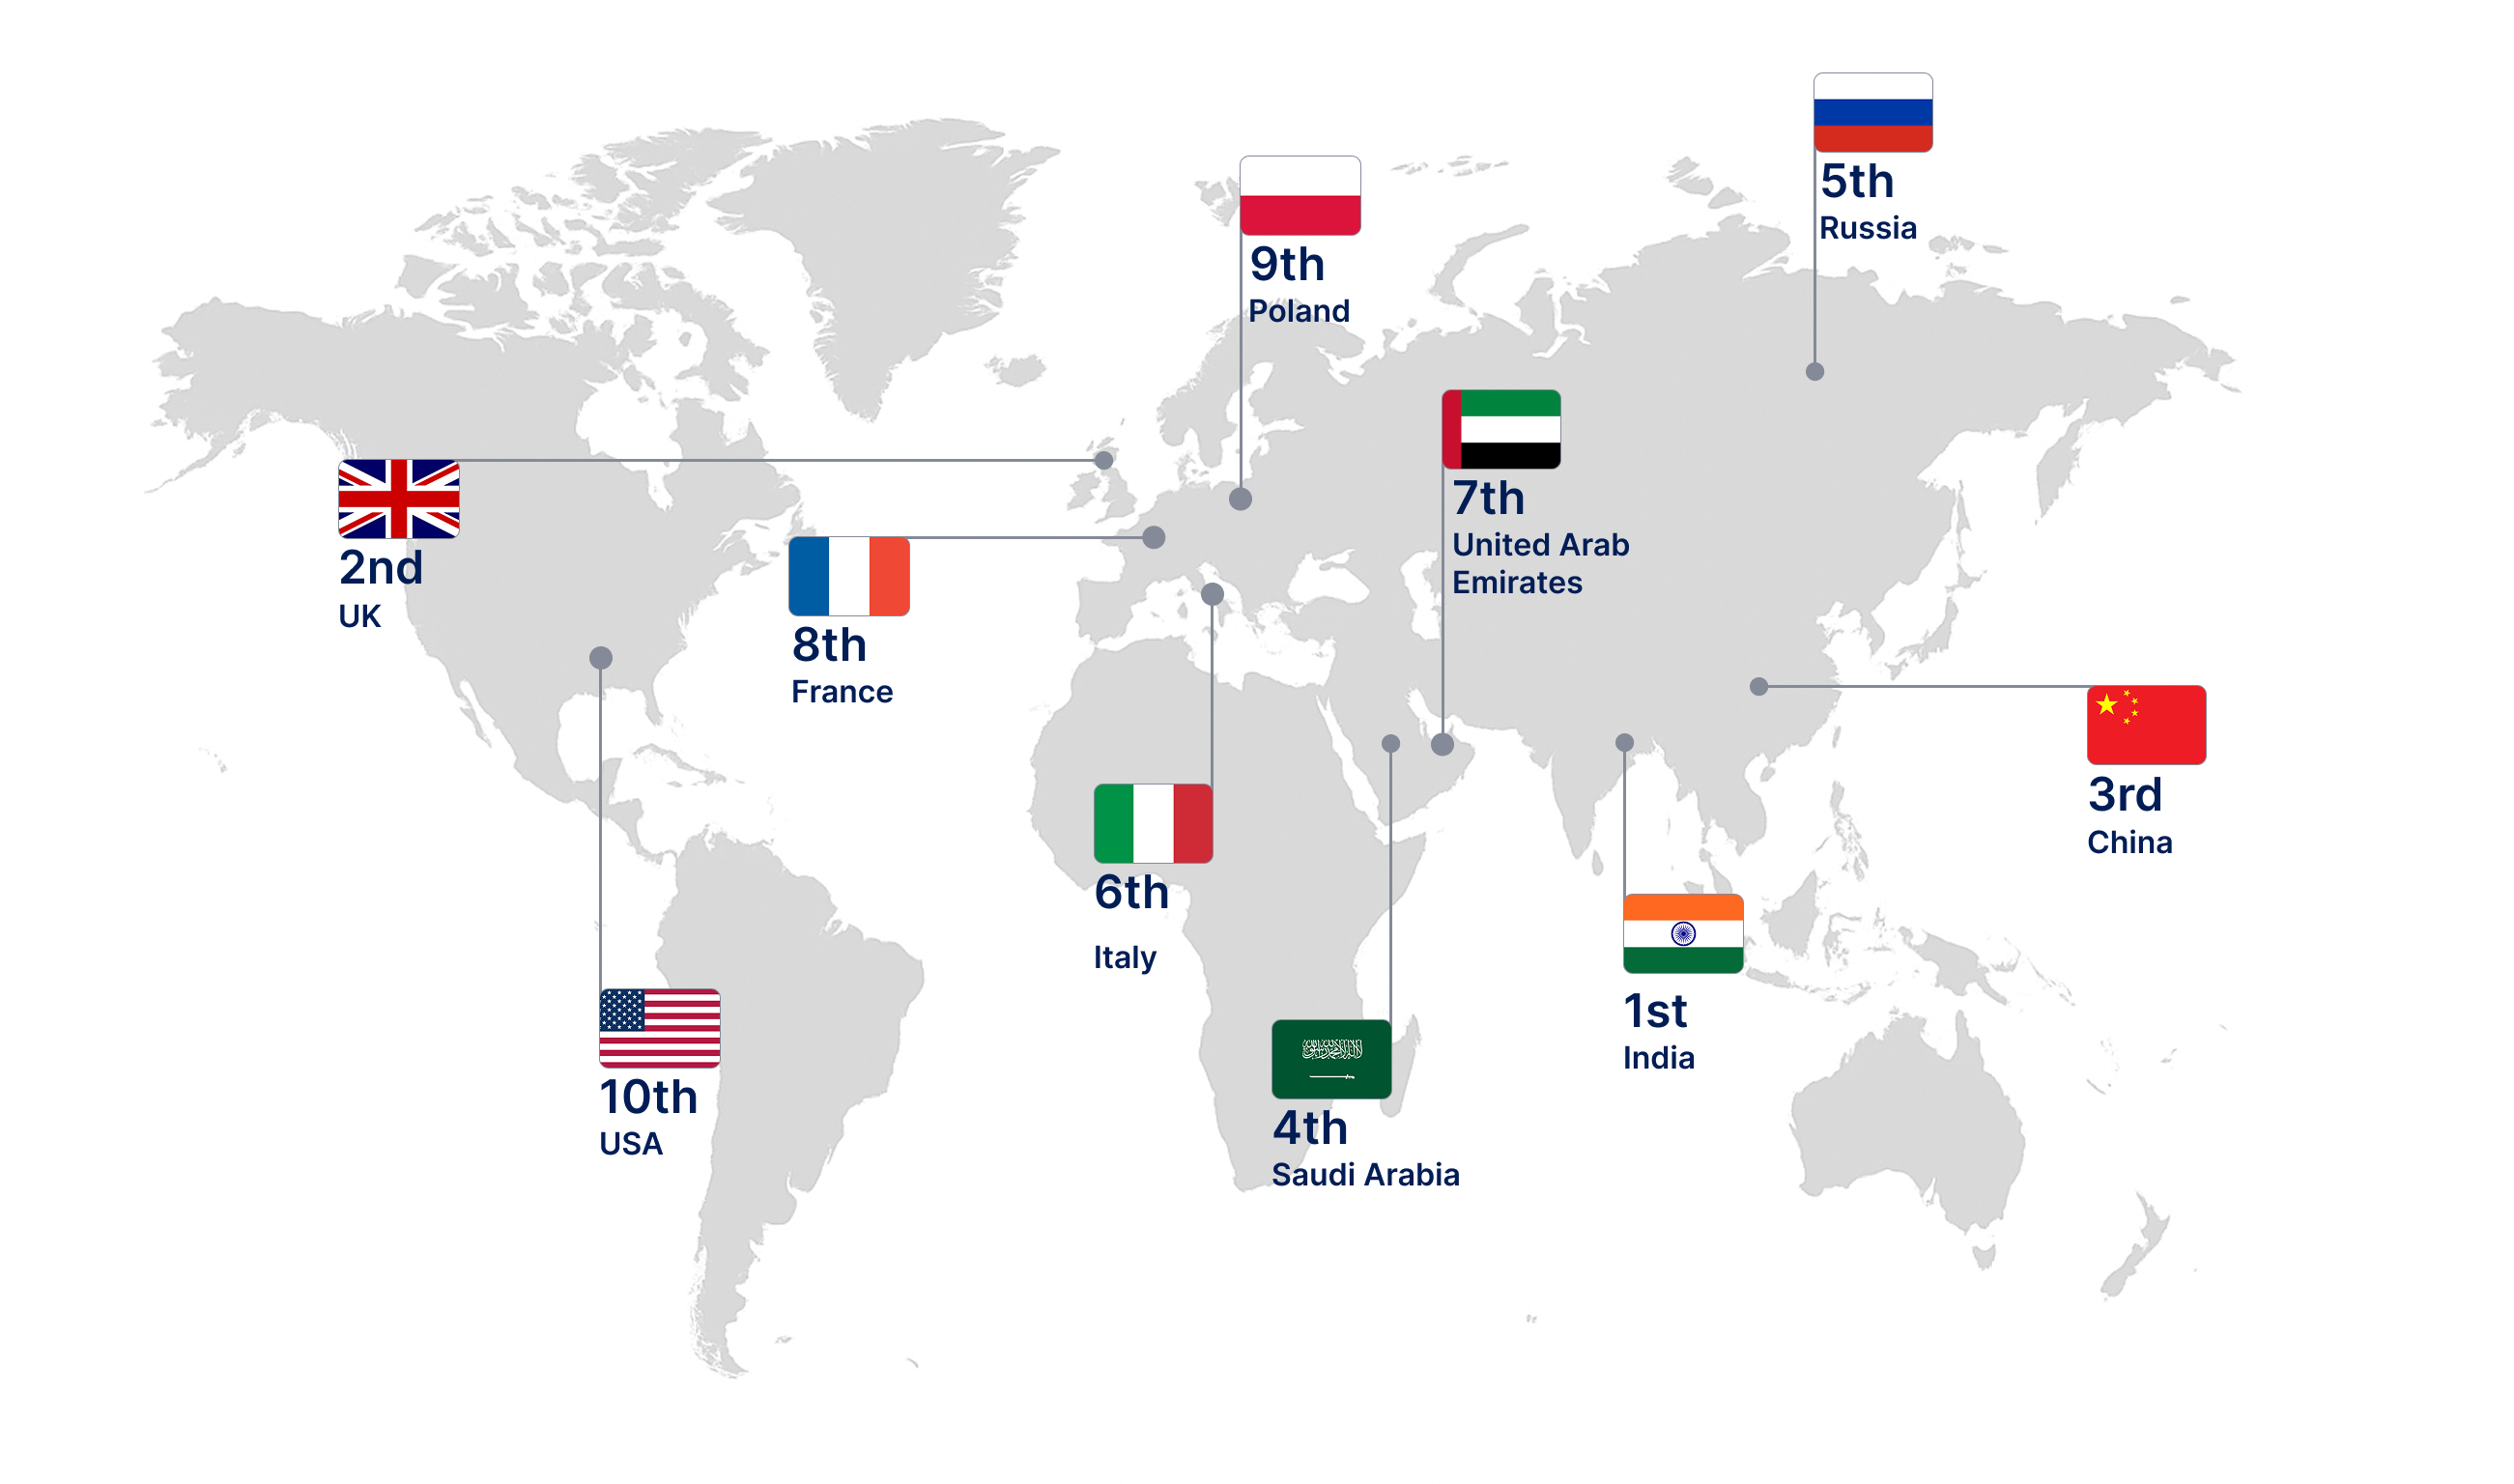 5th
Russia
9th
Poland
7th
United Arab
Emirates
2nd
UK
8th
France
3rd
China
6th
Italy
1st
India
10th
USA
4th
Saudi Arabia